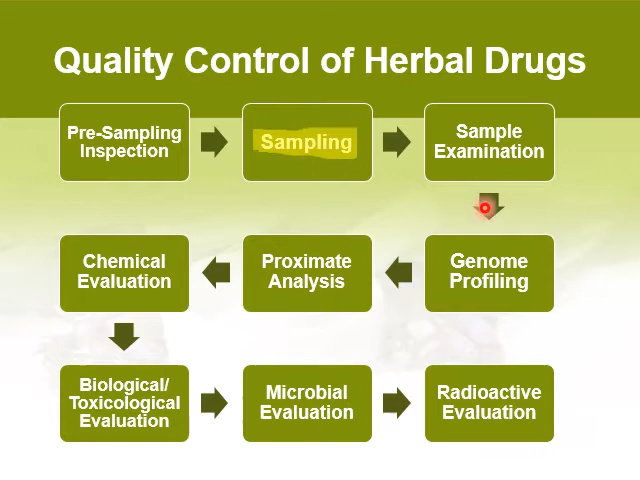 Quality Control of Herbal Drugs
Pre-Sampling
Inspection
Sampling
Sample
Examination
Genome
Profiling
Proximate
Analysis
Chemical
Evaluation
Biological/
Toxicological
Evaluation
Microbial
Evaluation
Radioactive
Evaluation